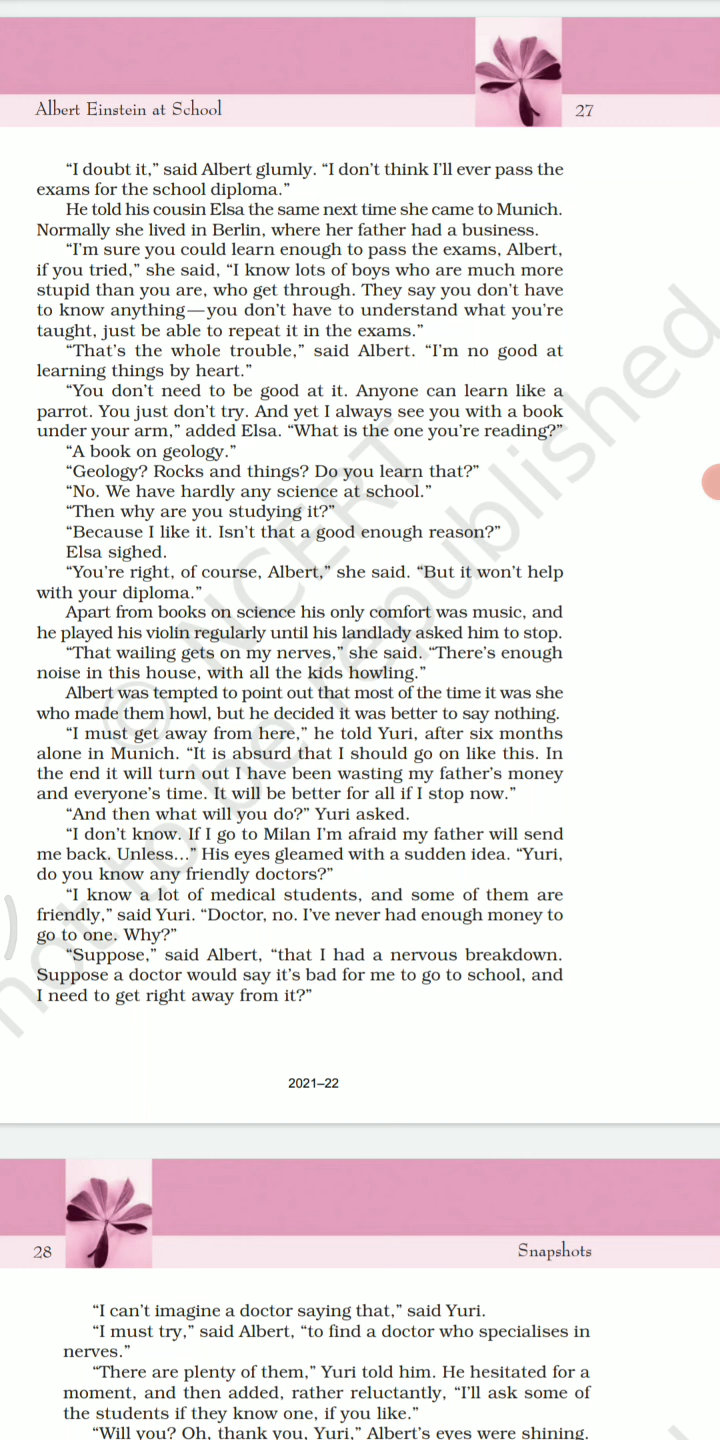 Albert Einstein at School
27
“I doubt it,” said Albert glumly. “I don’t think I’ll ever pass the
exams for the school diploma.”
He told his cousin Elsa the same next time she came to Munich.
Normally she lived in Berlin, where her father had a business.
“I’m sure you could learn enough to pass the exams, Albert,
if you tried,” she said, “I know lots of boys who are much more
stupid than you are, who get through. They say you don’t have
to know anything—you don’t have to understand what you’re
taught, just be able to repeat it in the exams.”
“That’s the whole trouble,” said Albert. “I’m no good at
learning things by heart.”
“You don’t need to be good at it. Anyone can learn like a
parrot. You just don’t try. And yet I always see you with a book
under your arm,” added Elsa. “What is the one you’re reading?”
“A book on geology.”
“Geology? Rocks and things? Do you learn that?”
“No. We have hardly any science at school.”
“Then why are you studying it?”
“Because I like it. Isn’t that a good enough reason?”
Elsa sighed.
“You’re right, of course, Albert,” she said. “But it won’t help
with your diploma.”
Apart from books on science his only comfort was music, and
he played his violin regularly until his landlady asked him to stop.
“That wailing gets on my nerves,” she said. “There’s enough
noise in this house, with all the kids howling.”
Albert was tempted to point out that most of the time it was she
who made them howl, but he decided it was better to say nothing.
“I must get away from here,” he told Yuri, after six months
alone in Munich. “It is absurd that I should go on like this. In
the end it will turn out I have been wasting my father’s money
and everyone’s time. It will be better for all if I stop now.”
“And then what will you do?” Yuri asked.
“I don’t know. If I go to Milan I’m afraid my father will send
me back. Unless...” His eyes gleamed with a sudden idea. “Yuri,
do you know any friendly doctors?”
“I know a lot of medical students, and some of them are
friendly,” said Yuri. “Doctor, no. I’ve never had enough money to
go to one. Why?”
“Suppose,” said Albert, “that I had a nervous breakdown.
Suppose a doctor would say it’s bad for me to go to school, and
I need to get right away from it?”
© NCERT
not to be republished
2021–22
28
Snapshots
“I can’t imagine a doctor saying that,” said Yuri.
“I must try,” said Albert, “to find a doctor who specialises in
nerves.”
“There are plenty of them,” Yuri told him. He hesitated for a
moment, and then added, rather reluctantly, “I’ll ask some of
the students if they know one, if you like.”
“Will you? Oh, thank you, Yuri,” Albert’s eyes were shining.